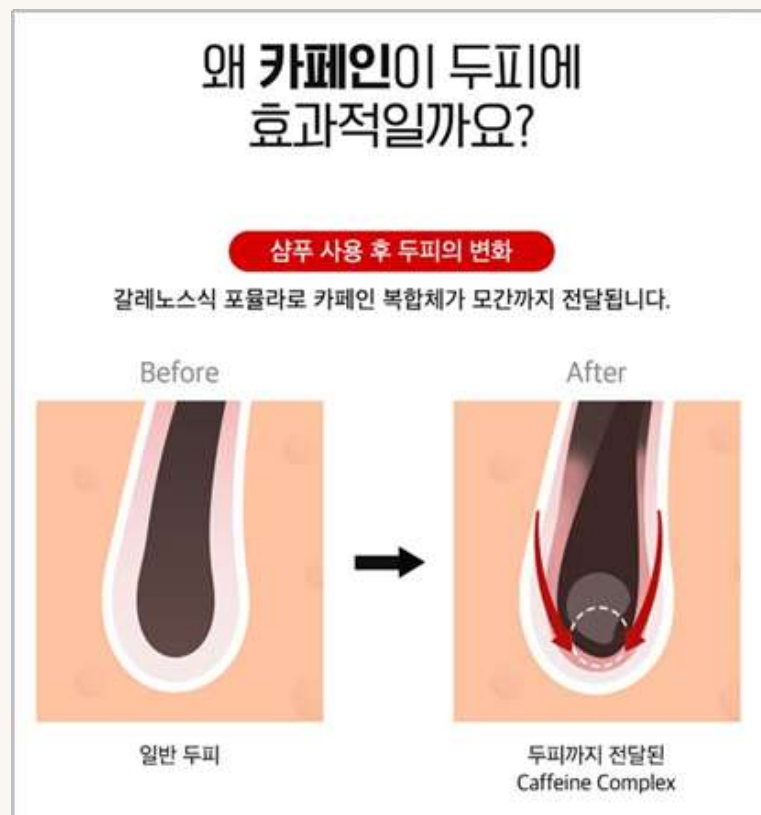 왜 카페인이 두피에
효과적일까요?
샴푸 사용 후 두피의 변화
갈레노스식 포뮬라로 카페인 복합체가 모간까지 전달됩니다.
Before
After
일반 두피
두피까지 전달된
Caffeine Complex